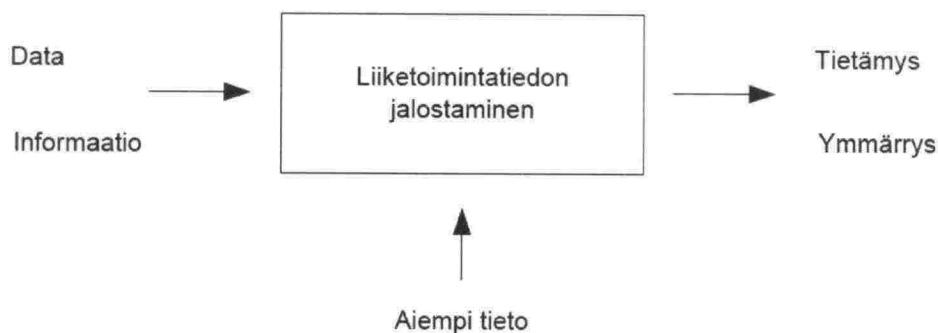 Data
Informaatio
Liiketoimintatiedon
jalostaminen
Tietämys
Ymmärrys
Aiempi tieto